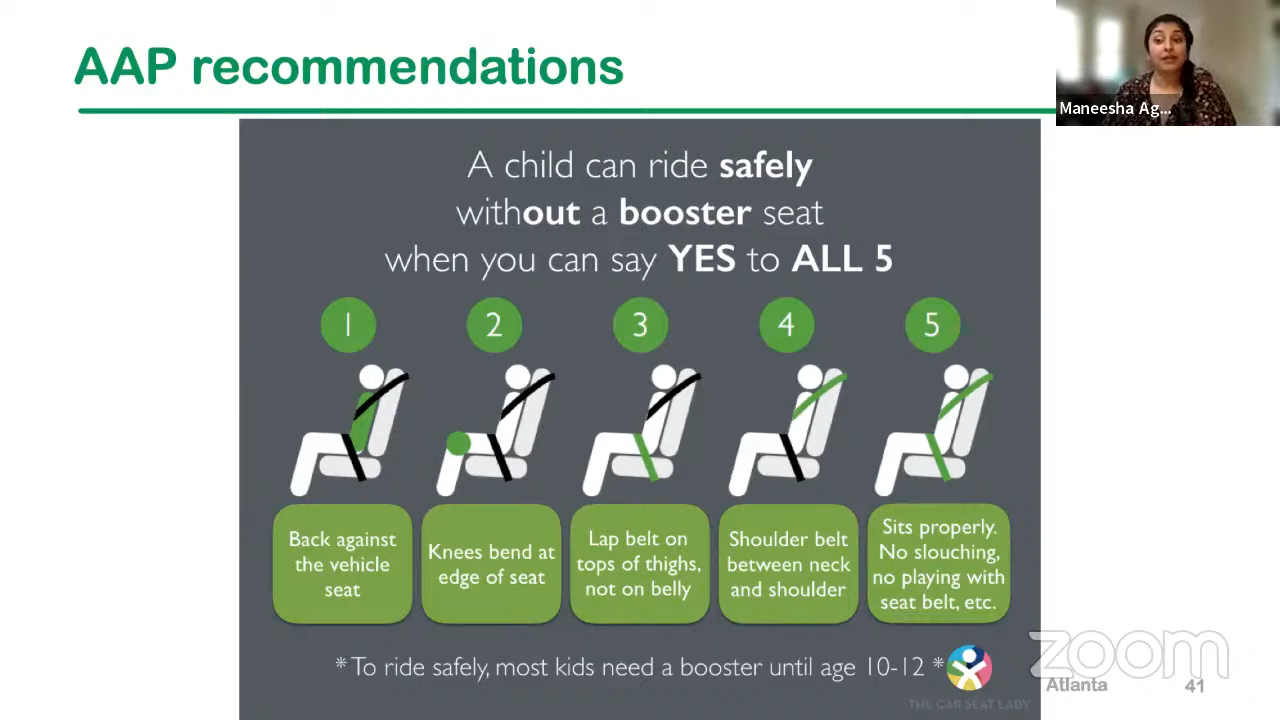 AAP recommendations
Maneesha Ag...
A child can ride safely
without a booster seat
when you can say YES to ALL 5
1
2
3
4
5
Back against
the vehicle
seat
Knees bend at
edge of seat
Lap belt on
tops of thighs,
not on belly
Shoulder belt
between neck
and shoulder
Sits properly.
No slouching,
no playing with
seat belt, etc.
*To ride safely, most kids need a booster until age 10-12 *
THE CAR SEAT LADY
zoom
Atlanta
41